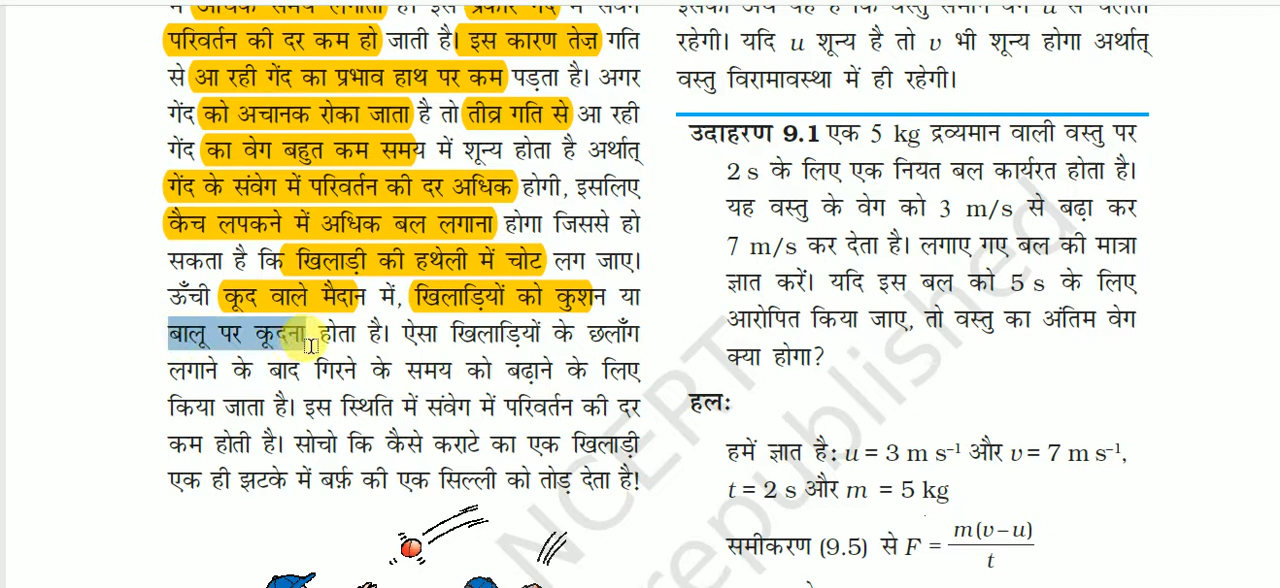 परिवर्तन की दर कम हो जाती है। इस कारण तेज़ गति
से आ रही गेंद का प्रभाव हाथ पर कम पड़ता है। अगर
गेंद को अचानक रोका जाता है तो तीव्र गति से आ रही
गेंद का वेग बहुत कम समय में शून्य होता है अर्थात्
गेंद के संवेग में परिवर्तन की दर अधिक होगी, इसलिए
कैच लपकने में अधिक बल लगाना होगा जिससे हो
सकता है कि खिलाड़ी की हथेली में चोट लग जाए।
ऊँची कूद वाले मैदान में, खिलाड़ियों को कुशन या
बालू पर कूदना होता है। ऐसा खिलाड़ियों के छलाँग
लगाने के बाद गिरने के समय को बढ़ाने के लिए
किया जाता है। इस स्थिति में संवेग में परिवर्तन की दर
कम होती है। सोचो कि कैसे कराटे का एक खिलाड़ी
एक ही झटके में बर्फ़ की एक सिल्ली को तोड़ देता है!
रहेगी। यदि u शून्य है तो v भी शून्य होगा अर्थात्
वस्तु विरामावस्था में ही रहेगी।
उदाहरण 9.1 एक 5 kg द्रव्यमान वाली वस्तु पर
2 s के लिए एक नियत बल कार्यरत होता है।
यह वस्तु के वेग को 3 m/s से बढ़ा कर
7 m/s कर देता है। लगाए गए बल की मात्रा
ज्ञात करें। यदि इस बल को 5 s के लिए
आरोपित किया जाए, तो वस्तु का अंतिम वेग
क्या होगा?
हलः
हमें ज्ञात है: u = 3 m s⁻¹ और v = 7 m s⁻¹,
t = 2 s और m = 5 kg
समीकरण (9.5) से F = m(v−u)/t
NCERT
republished